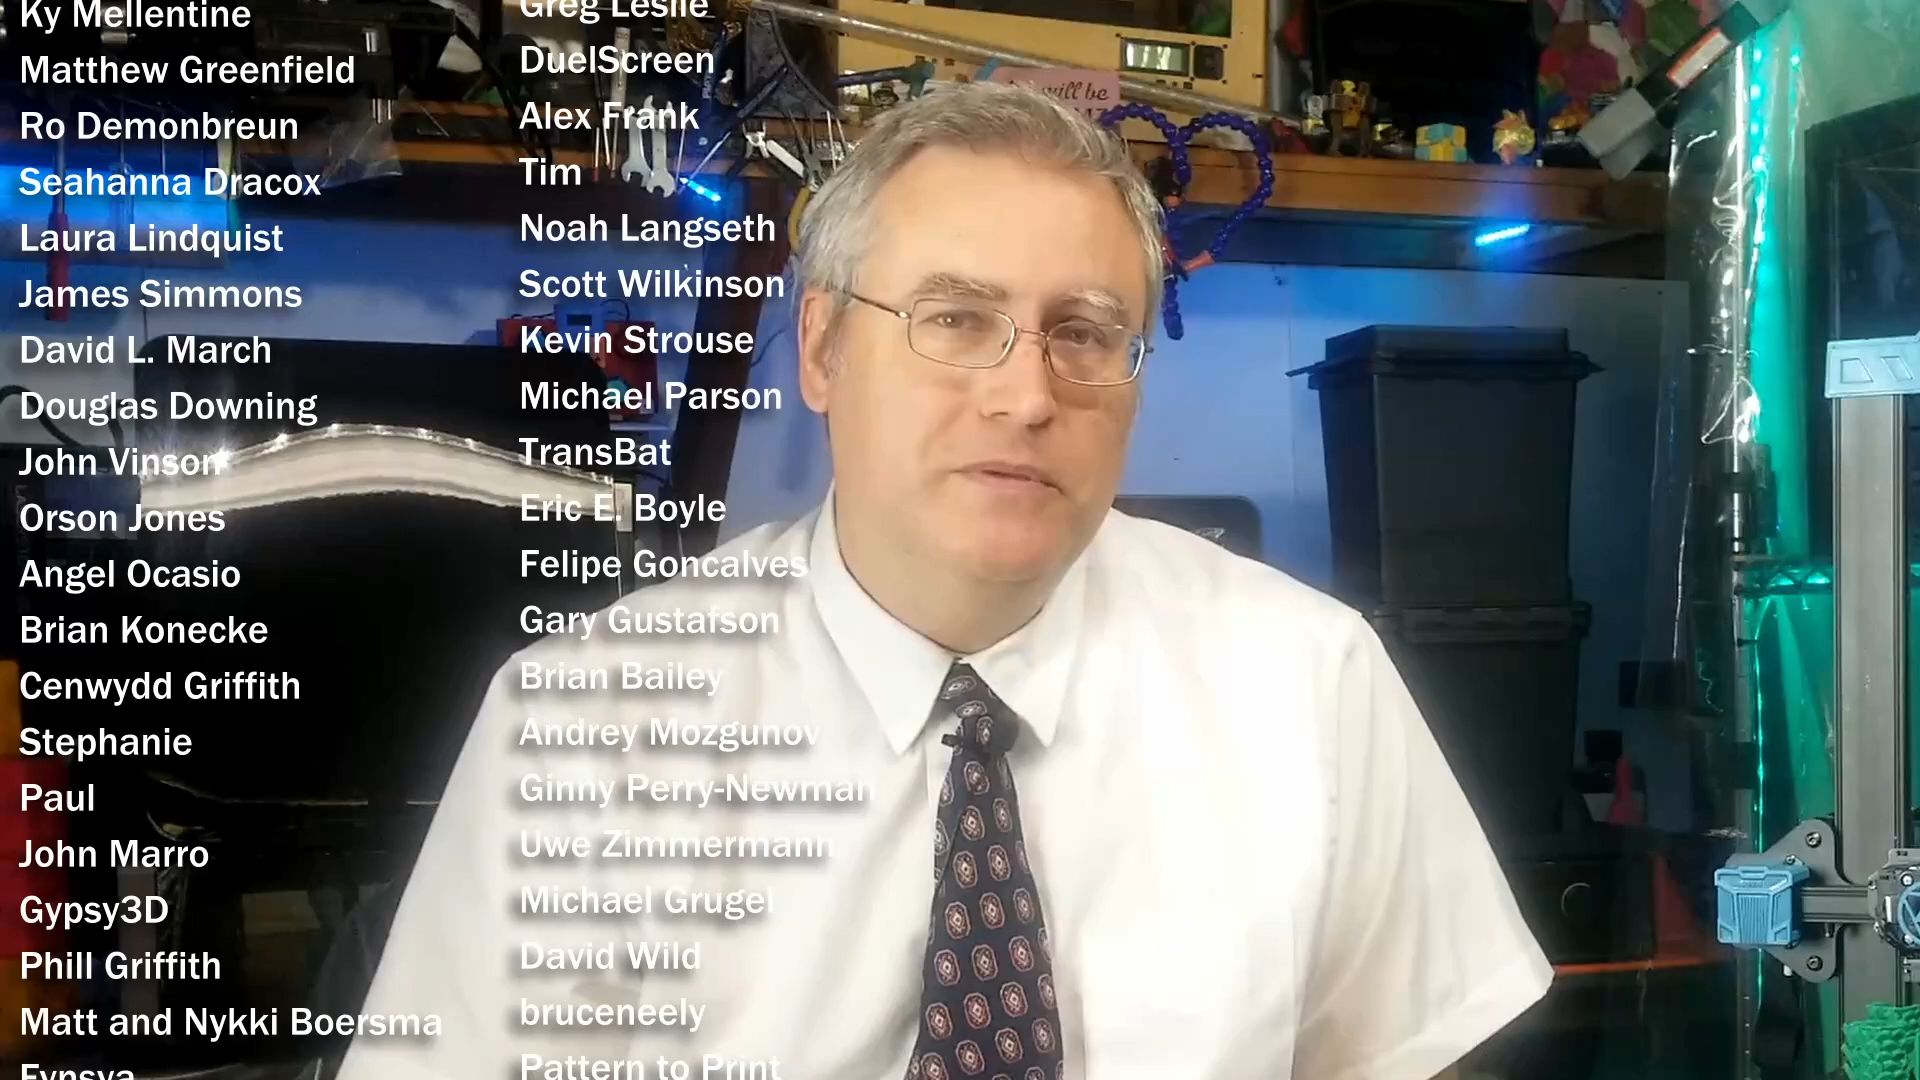 Ky Mellentine
Matthew Greenfield
Ro Demonbreun
Seahanna Dracox
Laura Lindquist
James Simmons
David L. March
Douglas Downing
John Vinson
Orson Jones
Angel Ocasio
Brian Konecke
Cenwydd Griffith
Stephanie
Paul
John Marro
Gypsy3D
Phill Griffith
Matt and Nykki Boersma
Fynsya
Greg Leslie
DuelScreen
Alex Frank
Tim
Noah Langseth
Scott Wilkinson
Kevin Strouse
Michael Parson
TransBat
Eric E. Boyle
Felipe Goncalves
Gary Gustafson
Brian Bailey
Andrey Mozgunov
Ginny Perry-Newman
Uwe Zimmermann
Michael Grugel
David Wild
bruceneely
Pattern to Print
will be